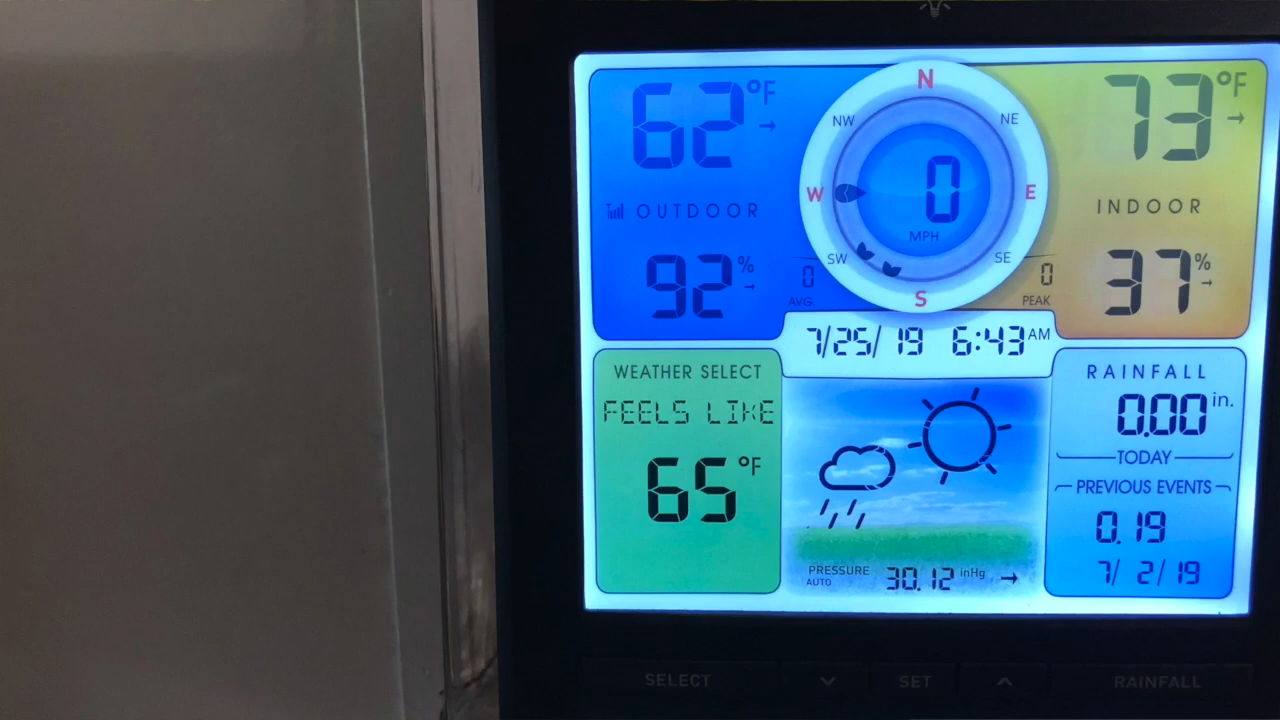 62°F →
OUTDOOR
92% →
N
NW NE
W E
SW SE
S
0
MPH
0
AVG.
0
PEAK
73°F →
INDOOR
37% →
7/25/19 6:43 AM
WEATHER SELECT
FEELS LIKE
65°F
PRESSURE
AUTO
30.12 inHg →
RAINFALL
0.00 in.
TODAY
PREVIOUS EVENTS
0.19
7/ 2/19
SELECT SET RAINFALL